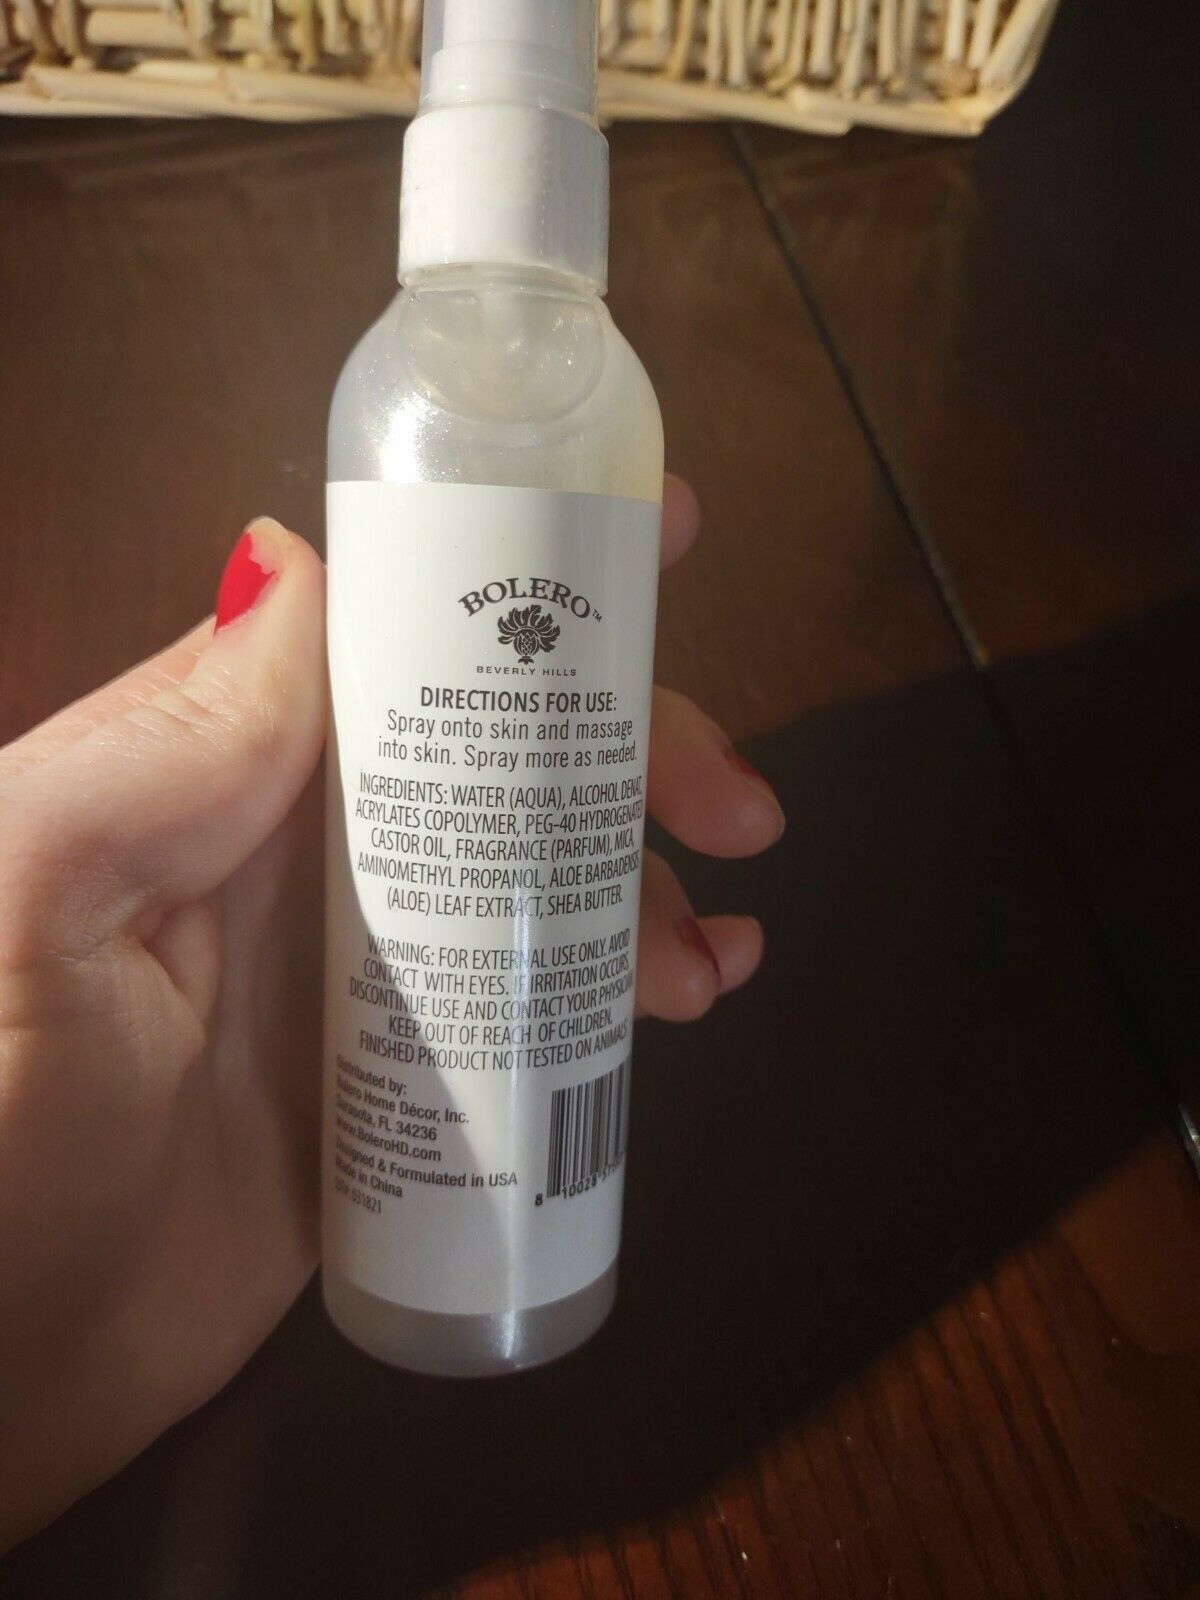 BOLERO™
BEVERLY HILLS
DIRECTIONS FOR USE:
Spray onto skin and massage
into skin. Spray more as needed.
INGREDIENTS: WATER (AQUA), ALCOHOL DENAT,
ACRYLATES COPOLYMER, PEG-40 HYDROGENATED
CASTOR OIL, FRAGRANCE (PARFUM), MICA,
AMINOMETHYL PROPANOL, ALOE BARBADENSIS
(ALOE) LEAF EXTRACT, SHEA BUTTER.
WARNING: FOR EXTERNAL USE ONLY. AVOID
CONTACT WITH EYES. IF IRRITATION OCCURS,
DISCONTINUE USE AND CONTACT YOUR PHYSICIAN.
KEEP OUT OF REACH OF CHILDREN.
FINISHED PRODUCT NOT TESTED ON ANIMALS
Distributed by:
Bolero Home Décor, Inc.
Sarasota, FL 34236
www.BoleroHD.com
Designed & Formulated in USA
Made in China
8 10028